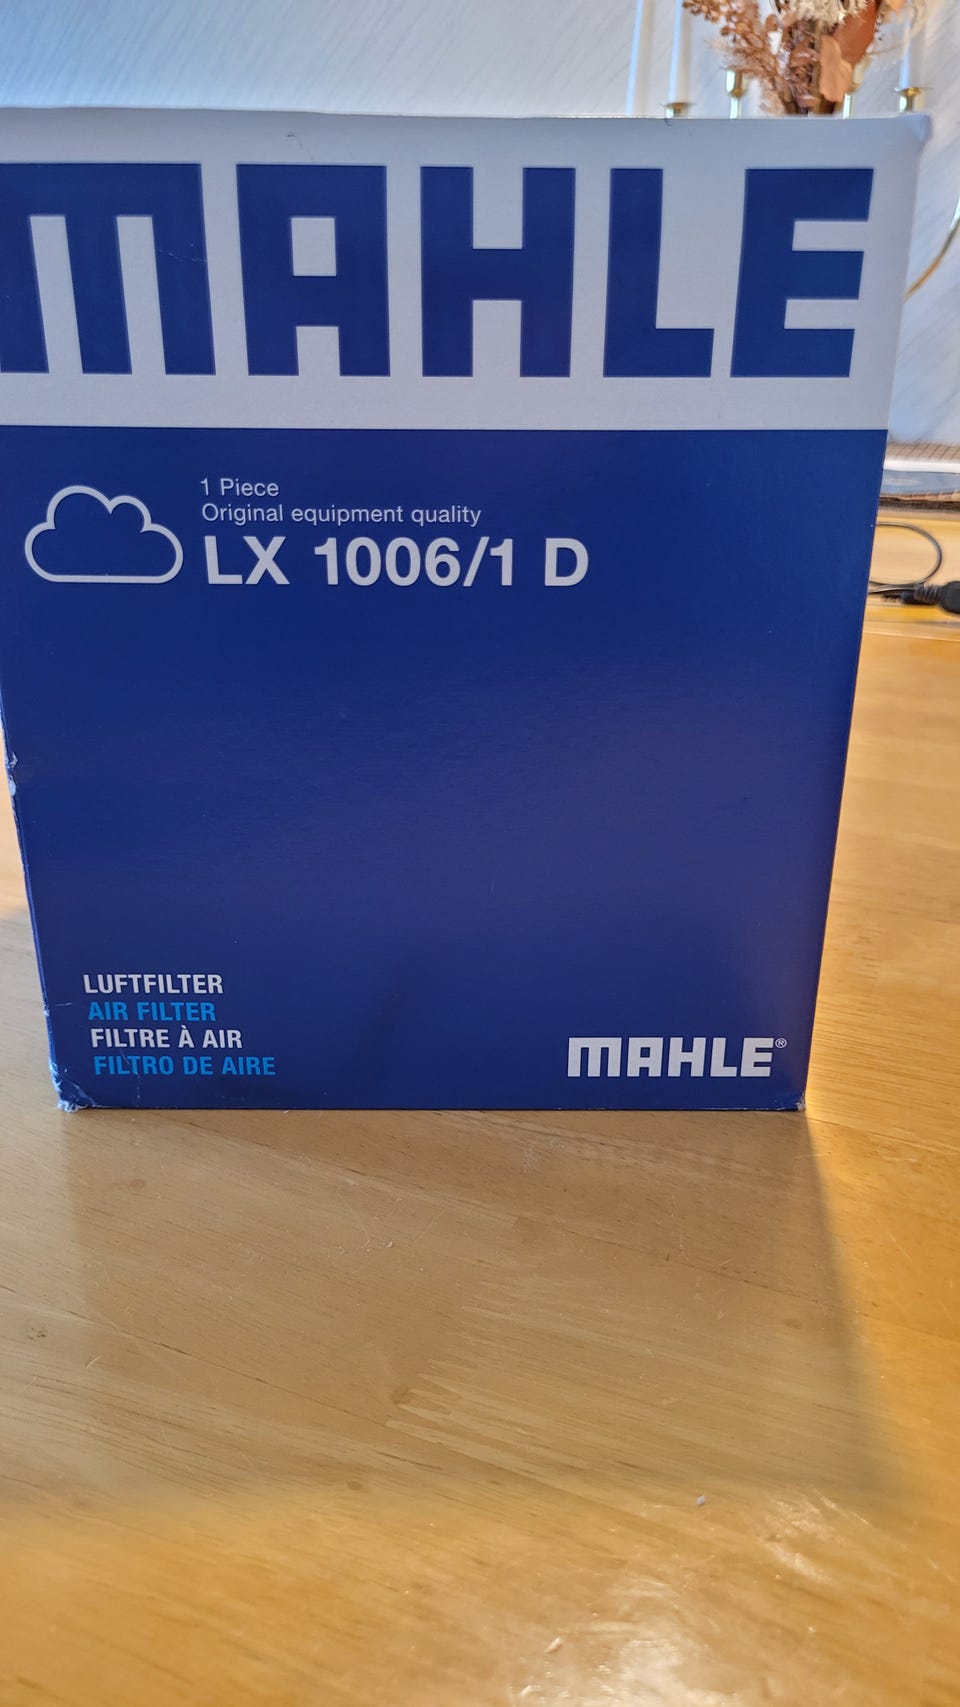 MAHLE
1 Piece
Original equipment quality
LX 1006/1 D
LUFTFILTER
AIR FILTER
FILTRE À AIR
FILTRO DE AIRE
MAHLE®